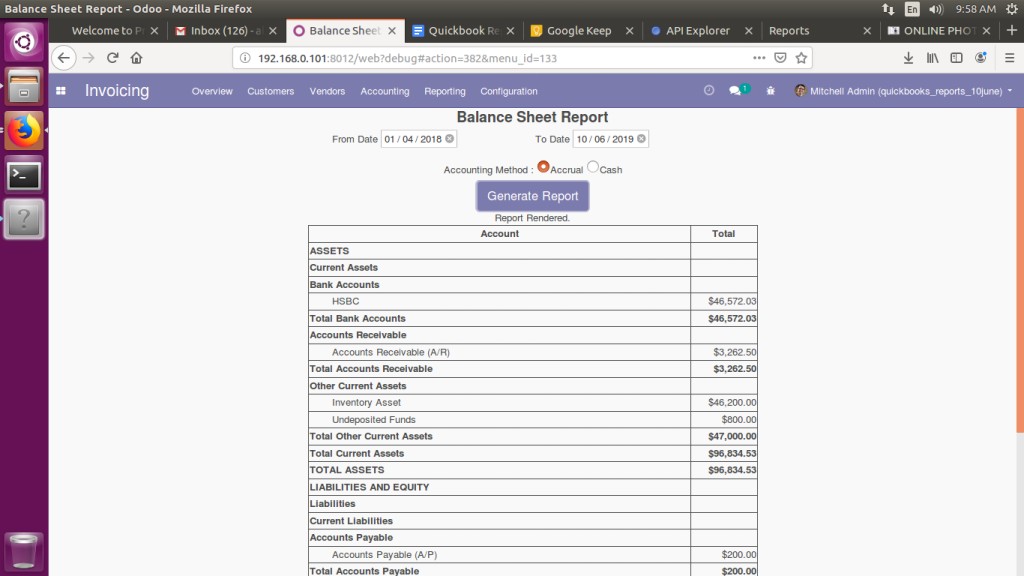 Balance Sheet Report - Odoo - Mozilla Firefox
En 9:58 AM
Welcome to P Inbox (126) - a Balance Sheet Quickbook Re Google Keep API Explorer Reports ONLINE PHOT
192.168.0.101:8012/web?debug#action=382&menu_id=133
Invoicing Overview Customers Vendors Accounting Reporting Configuration 1 Mitchell Admin (quickbooks_reports_10june)
Balance Sheet Report
From Date 01 / 04 / 2018 To Date 10 / 06 / 2019
Accounting Method : Accrual Cash
Generate Report
Report Rendered.
Account Total
ASSETS
Current Assets
Bank Accounts
HSBC $46,572.03
Total Bank Accounts $46,572.03
Accounts Receivable
Accounts Receivable (A/R) $3,262.50
Total Accounts Receivable $3,262.50
Other Current Assets
Inventory Asset $46,200.00
Undeposited Funds $800.00
Total Other Current Assets $47,000.00
Total Current Assets $96,834.53
TOTAL ASSETS $96,834.53
LIABILITIES AND EQUITY
Liabilities
Current Liabilities
Accounts Payable
Accounts Payable (A/P) $200.00
Total Accounts Payable $200.00